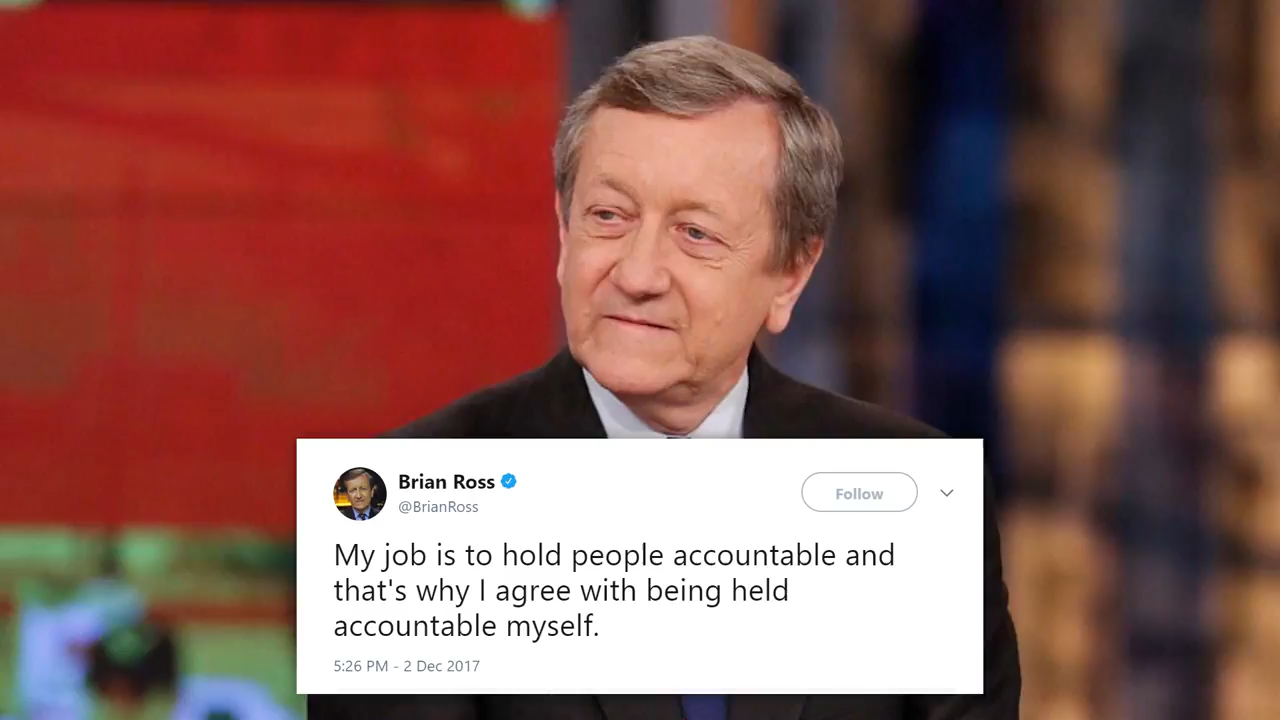 Brian Ross
@BrianRoss
Follow
My job is to hold people accountable and
that's why I agree with being held
accountable myself.
5:26 PM - 2 Dec 2017